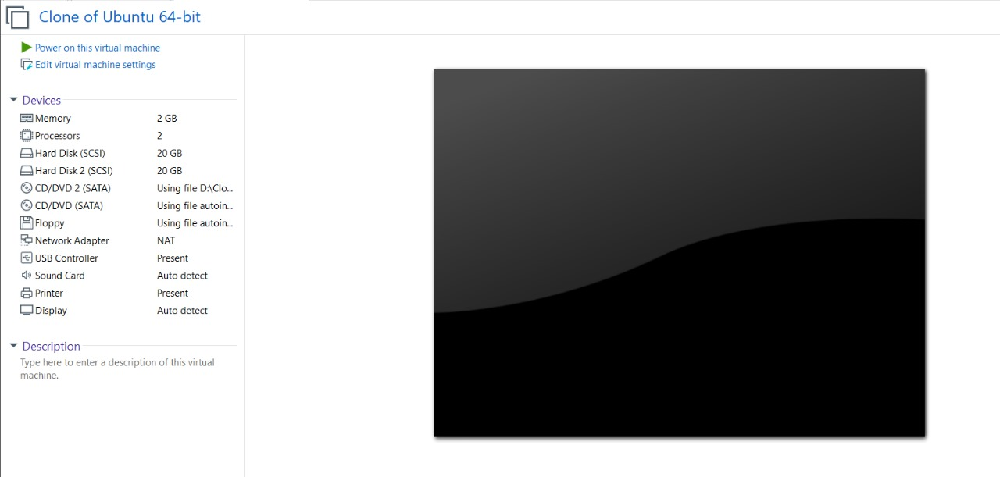 Clone of Ubuntu 64-bit
Power on this virtual machine
Edit virtual machine settings
Devices
Memory 2 GB
Processors 2
Hard Disk (SCSI) 20 GB
Hard Disk 2 (SCSI) 20 GB
CD/DVD 2 (SATA) Using file D:\Clo...
CD/DVD (SATA) Using file autoin...
Floppy Using file autoin...
Network Adapter NAT
USB Controller Present
Sound Card Auto detect
Printer Present
Display Auto detect
Description
Type here to enter a description of this virtual
machine.